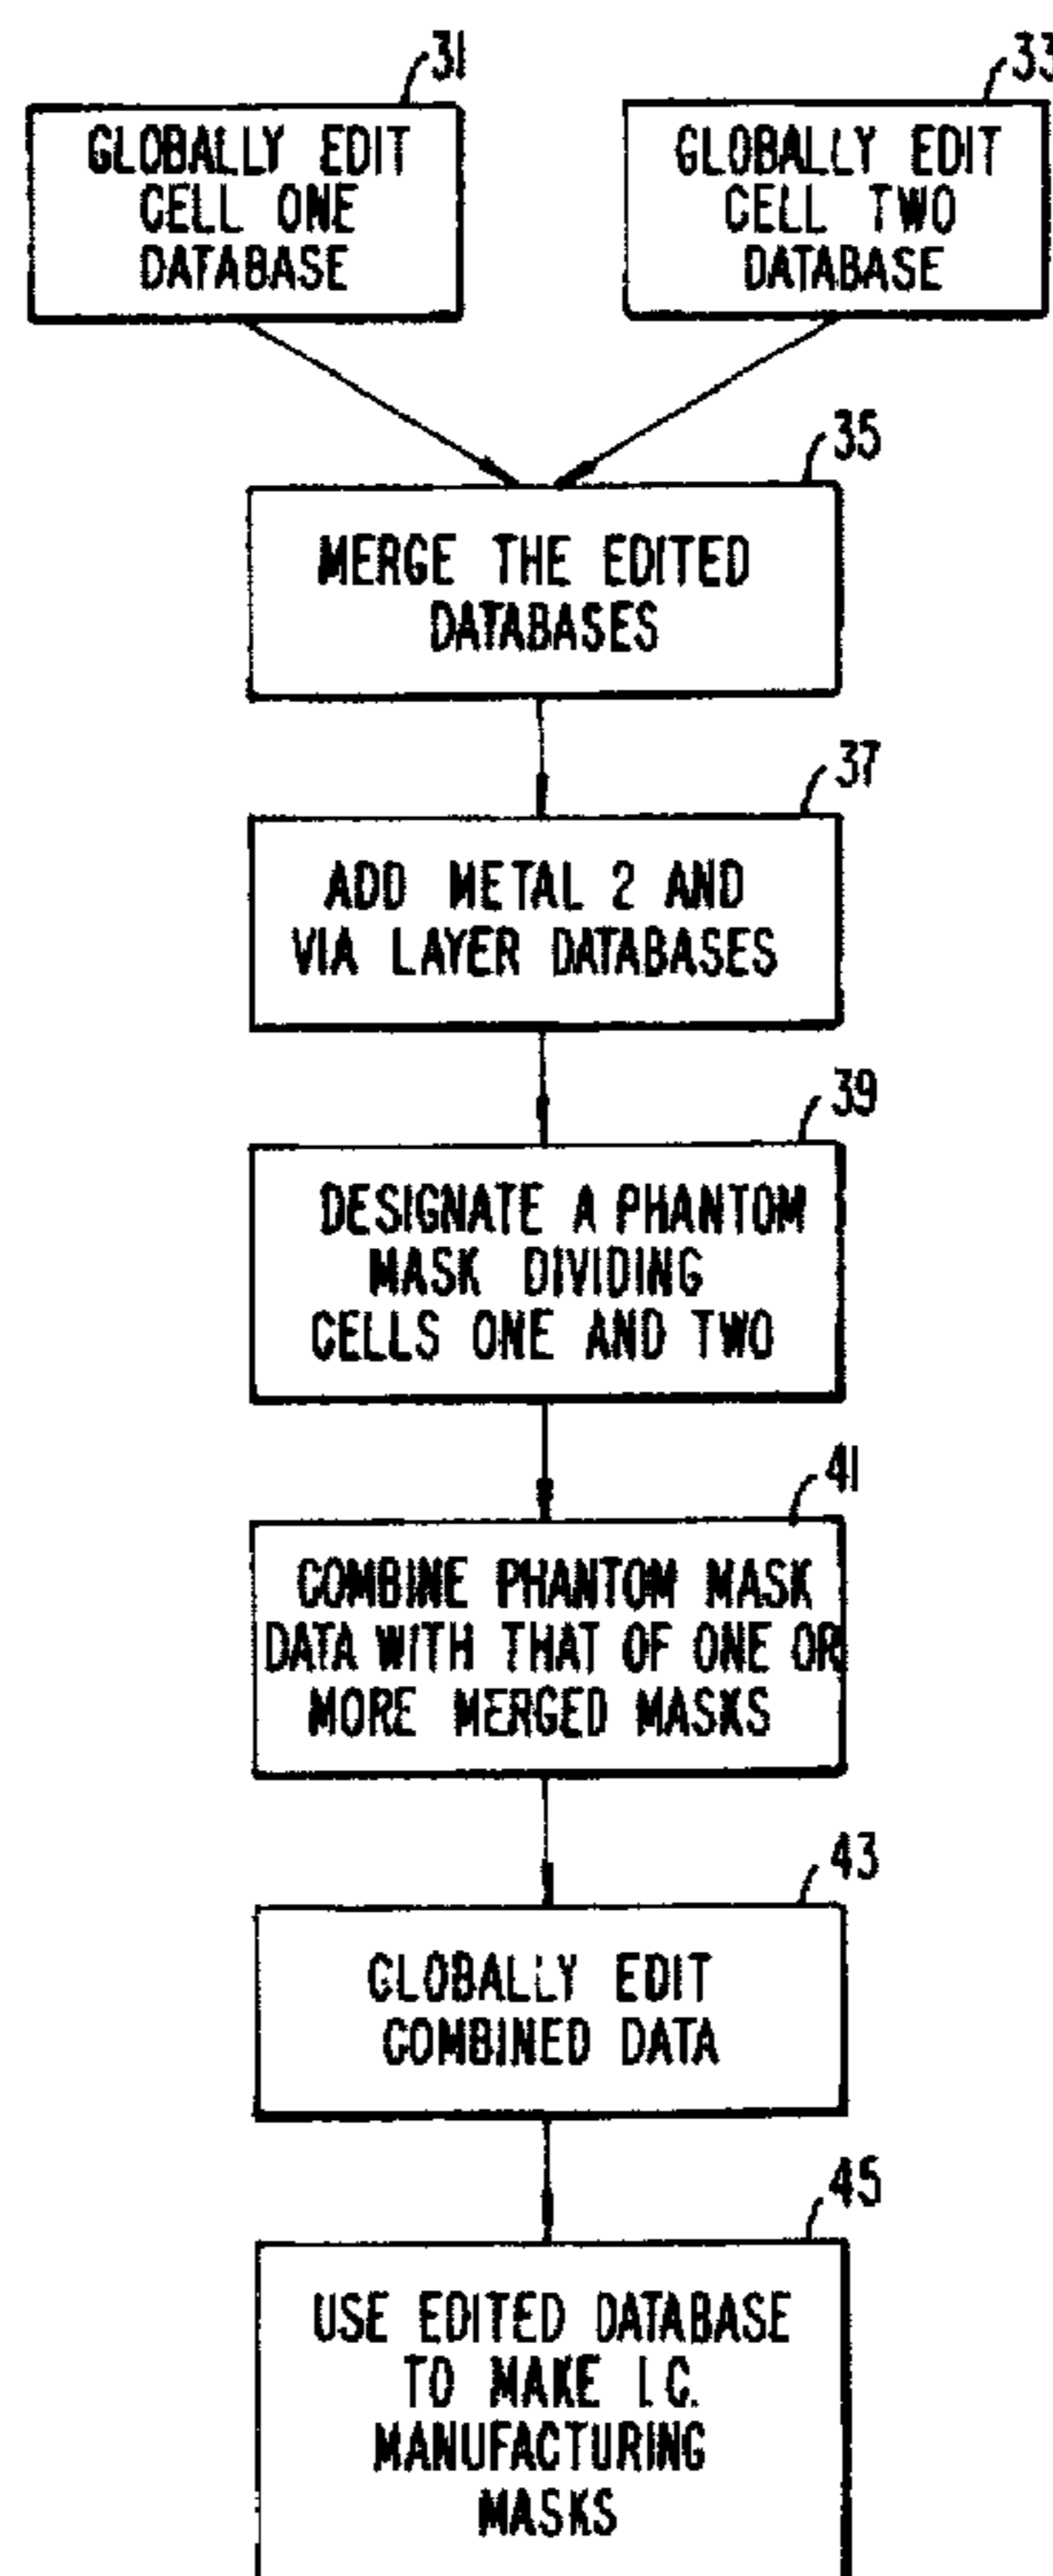 31
GLOBALLY EDIT
CELL ONE
DATABASE
33
GLOBALLY EDIT
CELL TWO
DATABASE
35
MERGE THE EDITED
DATABASES
37
ADD METAL 2 AND
VIA LAYER DATABASES
39
DESIGNATE A PHANTOM
MASK DIVIDING
CELLS ONE AND TWO
41
COMBINE PHANTOM MASK
DATA WITH THAT OF ONE OR
MORE MERGED MASKS
43
GLOBALLY EDIT
COMBINED DATA
45
USE EDITED DATABASE
TO MAKE I.C.
MANUFACTURING
MASKS